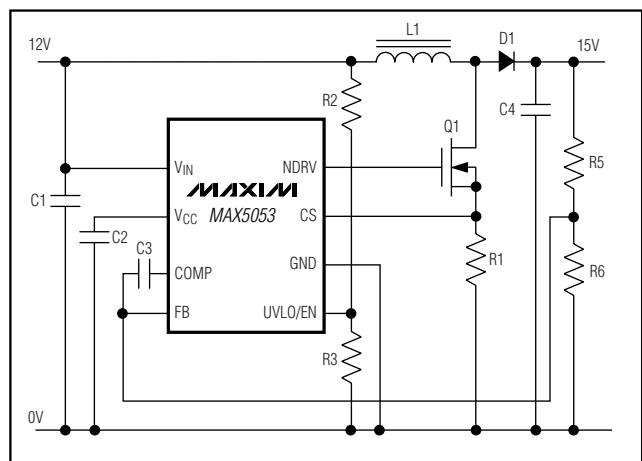 12V
L1
D1
15V
R2
C4
Q1
R5
VIN
NDRV
MAXIM
MAX5053
C1
VCC
CS
C2
C3
R1
GND
COMP
R6
FB
UVLO/EN
R3
0V